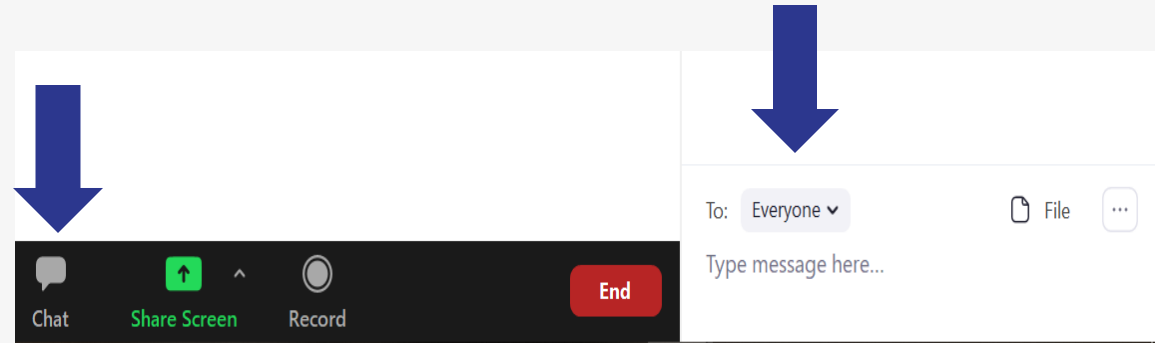 To: Everyone
File
...
Type message here...
Chat
Share Screen
Record
End